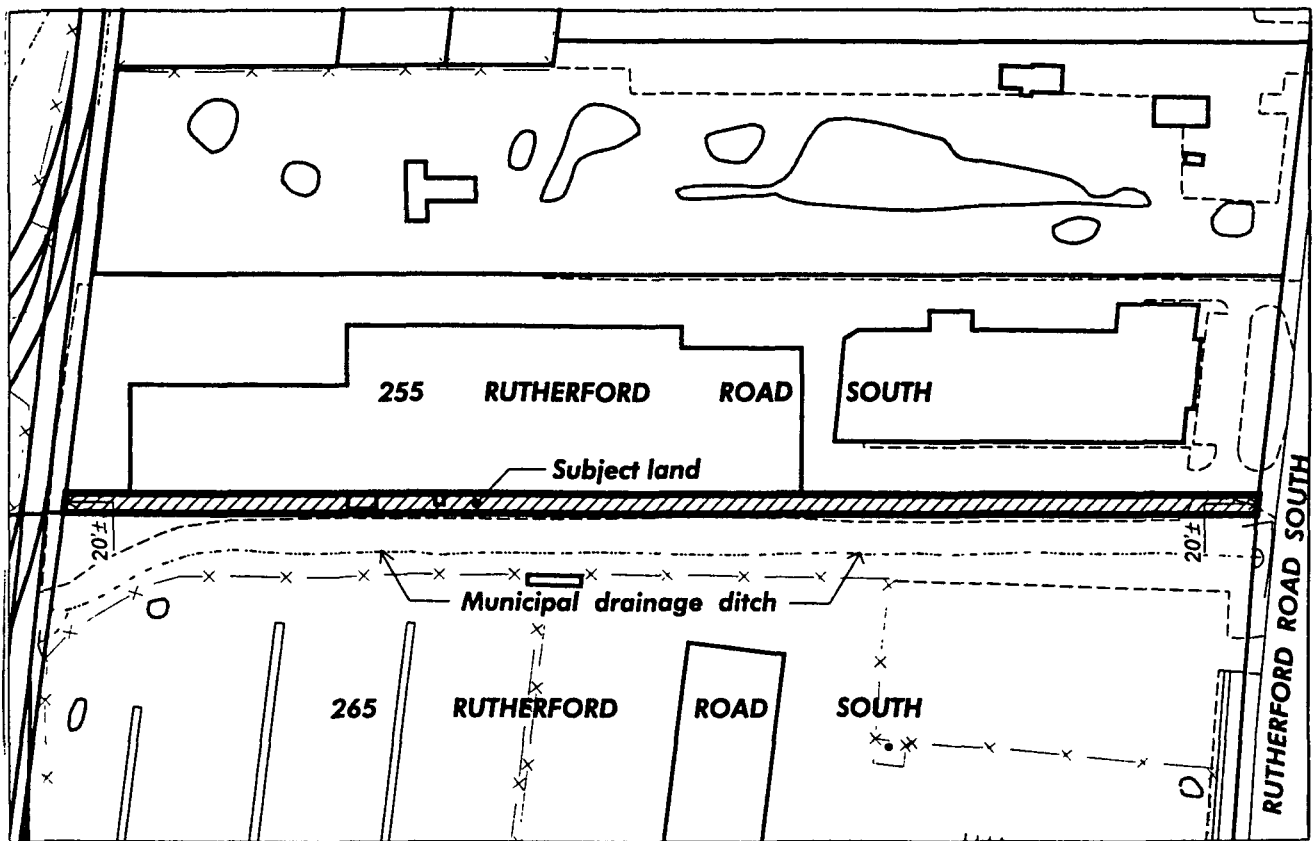 255 RUTHERFORD ROAD SOUTH
Subject land
20'±
20'±
Municipal drainage ditch
265 RUTHERFORD ROAD SOUTH
RUTHERFORD ROAD SOUTH